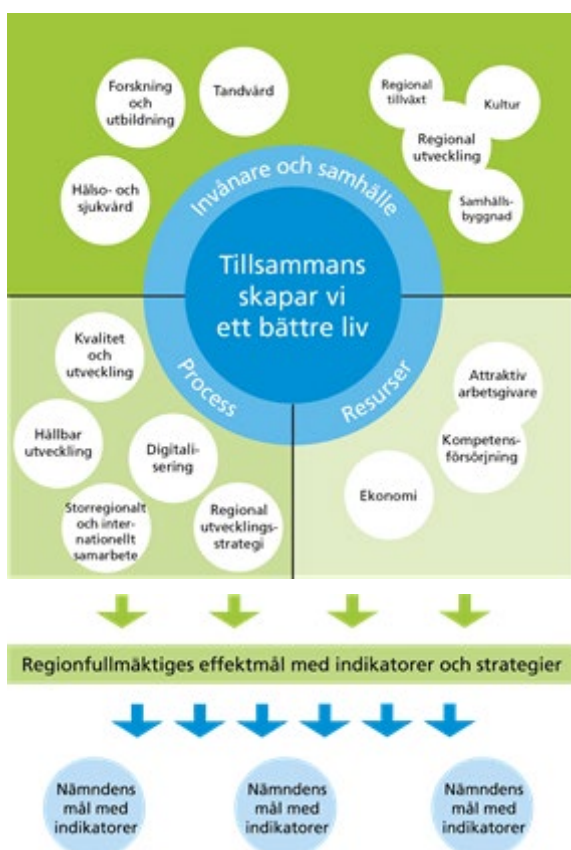 Forskning
och
utbildning
Tandvård
Hälso- och
sjukvård
Regional
tillväxt
Kultur
Regional
utveckling
Samhälls-
byggnad
Invånare och samhälle
Tillsammans
skapar vi
ett bättre liv
Process
Resurser
Kvalitet
och
utveckling
Hållbar
utveckling
Digitali-
sering
Storregionalt
och inter-
nationellt
samarbete
Regional
utvecklings-
strategi
Attraktiv
arbetsgivare
Kompetens-
försörjning
Ekonomi
Regionfullmäktiges effektmål med indikatorer och strategier
Nämndens
mål med
indikatorer
Nämndens
mål med
indikatorer
Nämndens
mål med
indikatorer